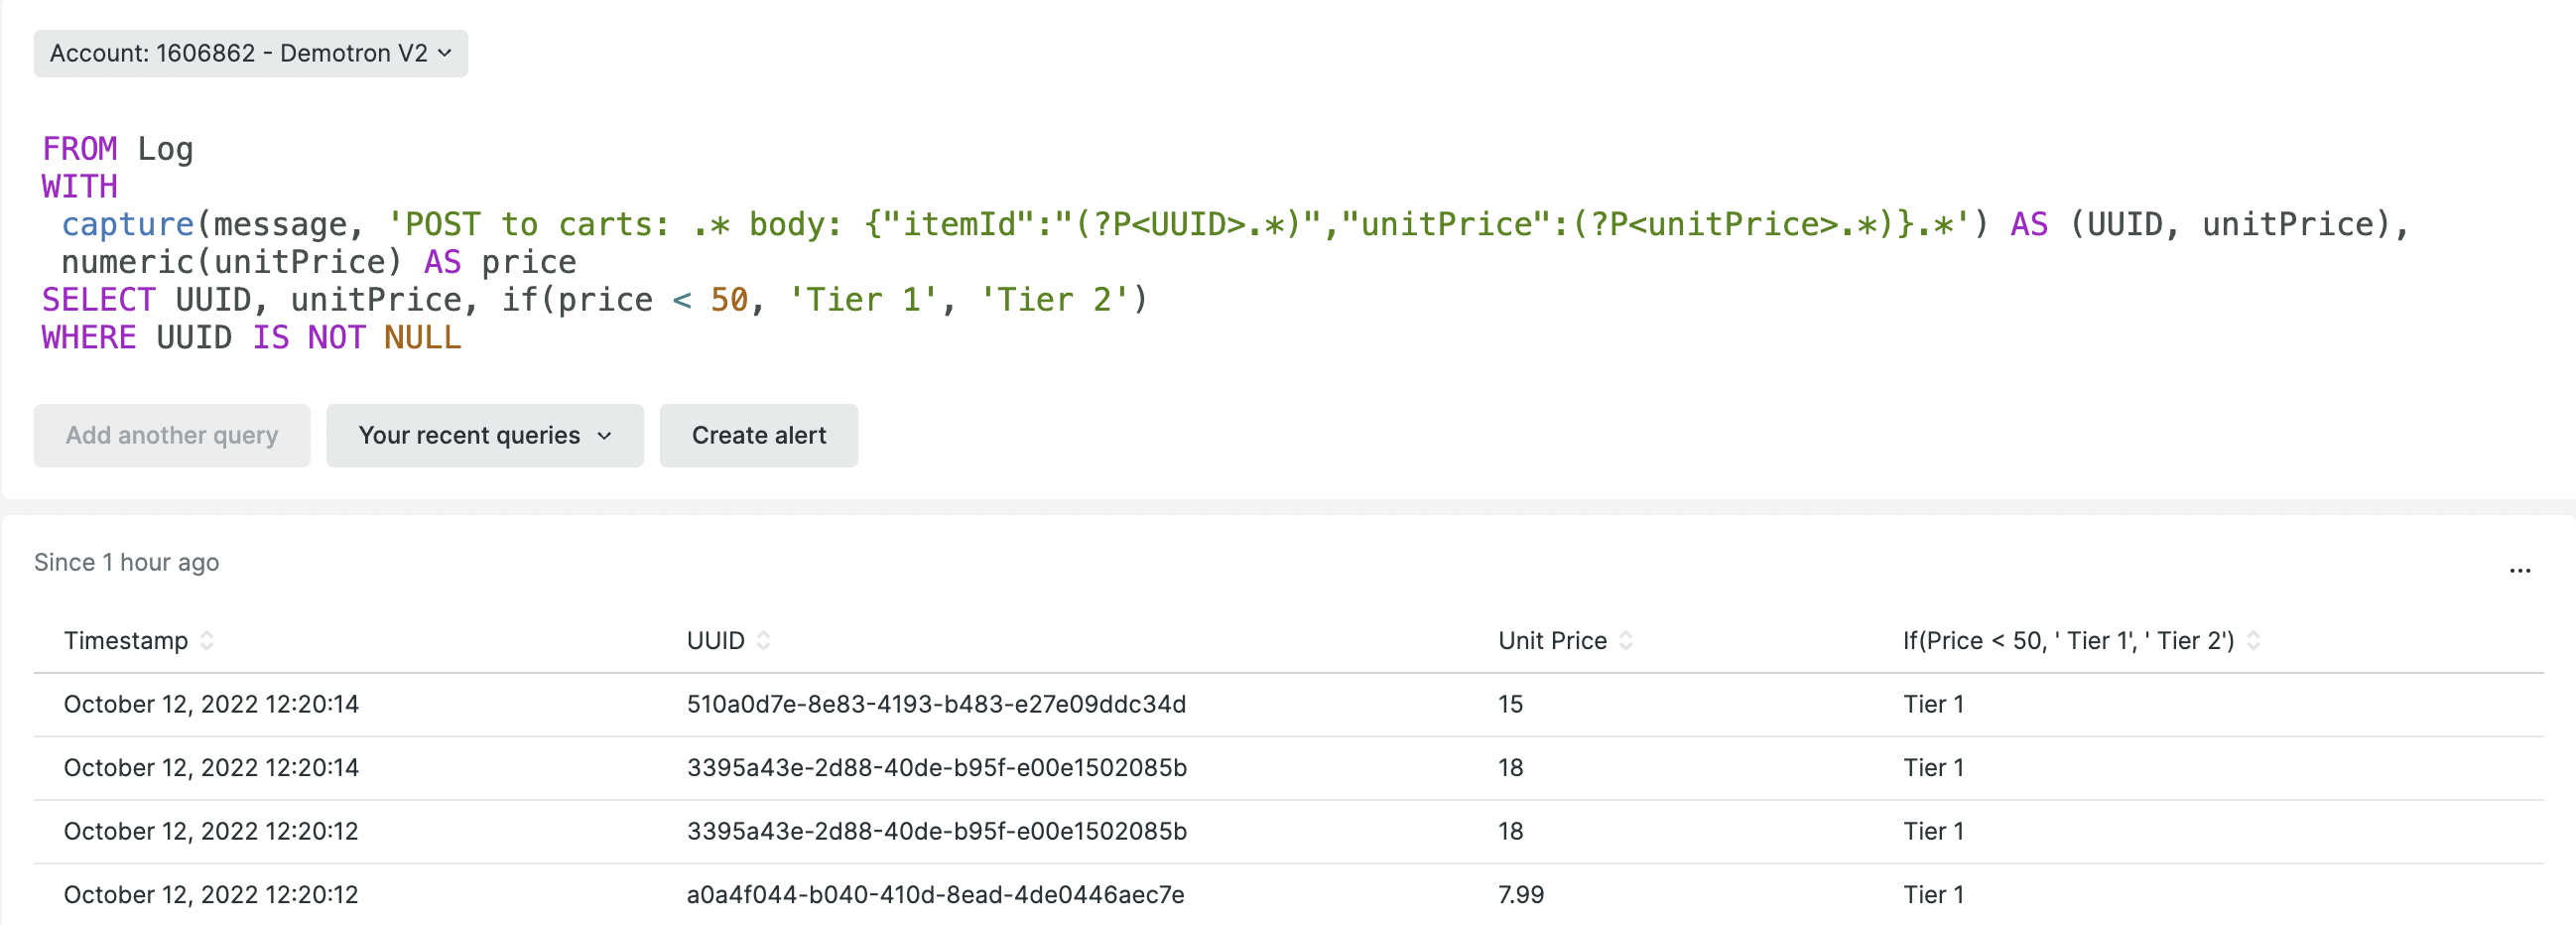 Account: 1606862 - Demotron V2
FROM Log
WITH
capture(message, 'POST to carts: .* body: {"itemId":"(?P<UUID>.*)","unitPrice":(?P<unitPrice>.*)}.*') AS (UUID, unitPrice),
numeric(unitPrice) AS price
SELECT UUID, unitPrice, if(price < 50, 'Tier 1', 'Tier 2')
WHERE UUID IS NOT NULL
Add another query Your recent queries Create alert
Since 1 hour ago
...
Timestamp UUID Unit Price If(Price < 50, ' Tier 1', ' Tier 2')
October 12, 2022 12:20:14 510a0d7e-8e83-4193-b483-e27e09ddc34d 15 Tier 1
October 12, 2022 12:20:14 3395a43e-2d88-40de-b95f-e00e1502085b 18 Tier 1
October 12, 2022 12:20:12 3395a43e-2d88-40de-b95f-e00e1502085b 18 Tier 1
October 12, 2022 12:20:12 a0a4f044-b040-410d-8ead-4de0446aec7e 7.99 Tier 1